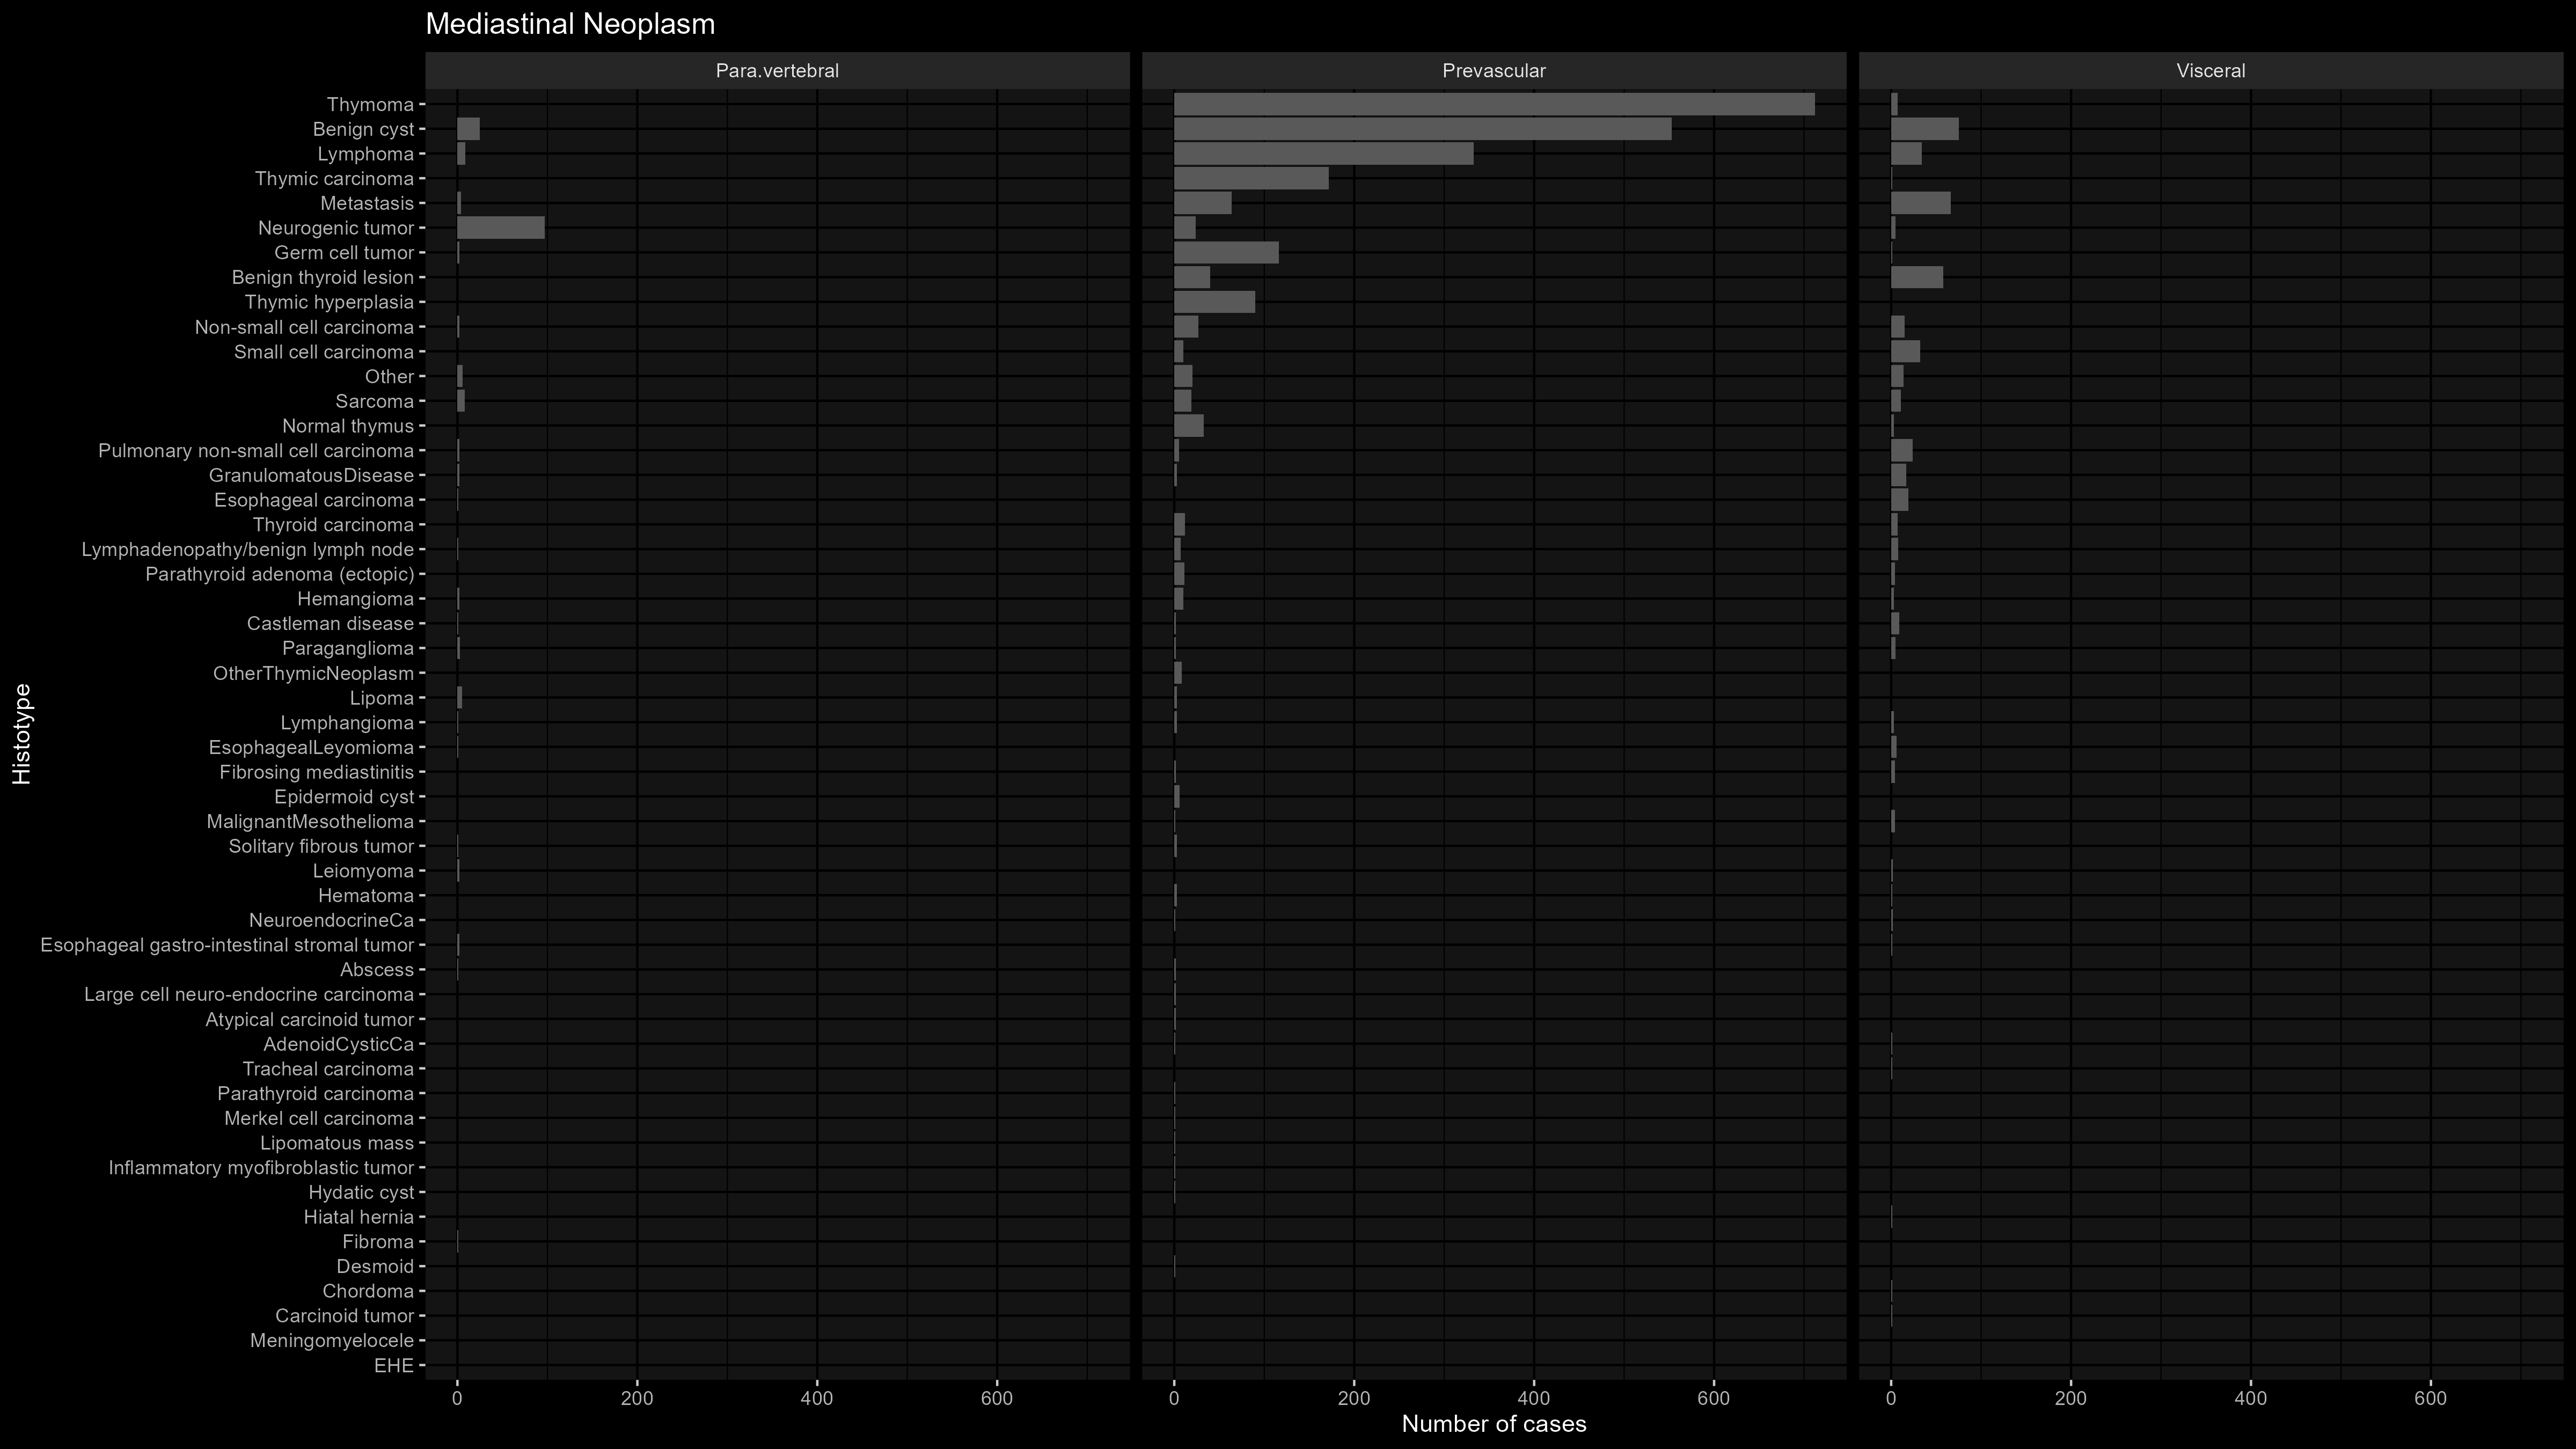 Mediastinal Neoplasm
Para.vertebral
Prevascular
Visceral
Thymoma
Benign cyst
Lymphoma
Thymic carcinoma
Metastasis
Neurogenic tumor
Germ cell tumor
Benign thyroid lesion
Thymic hyperplasia
Non-small cell carcinoma
Small cell carcinoma
Other
Sarcoma
Normal thymus
Pulmonary non-small cell carcinoma
GranulomatousDisease
Esophageal carcinoma
Thyroid carcinoma
Lymphadenopathy/benign lymph node
Parathyroid adenoma (ectopic)
Hemangioma
Castleman disease
Paraganglioma
OtherThymicNeoplasm
Lipoma
Lymphangioma
EsophagealLeyomioma
Fibrosing mediastinitis
Epidermoid cyst
MalignantMesothelioma
Solitary fibrous tumor
Leiomyoma
Hematoma
NeuroendocrineCa
Esophageal gastro-intestinal stromal tumor
Abscess
Large cell neuro-endocrine carcinoma
Atypical carcinoid tumor
AdenoidCysticCa
Tracheal carcinoma
Parathyroid carcinoma
Merkel cell carcinoma
Lipomatous mass
Inflammatory myofibroblastic tumor
Hydatic cyst
Hiatal hernia
Fibroma
Desmoid
Chordoma
Carcinoid tumor
Meningomyelocele
EHE
Histotype
0 200 400 600
0 200 400 600
0 200 400 600
Number of cases